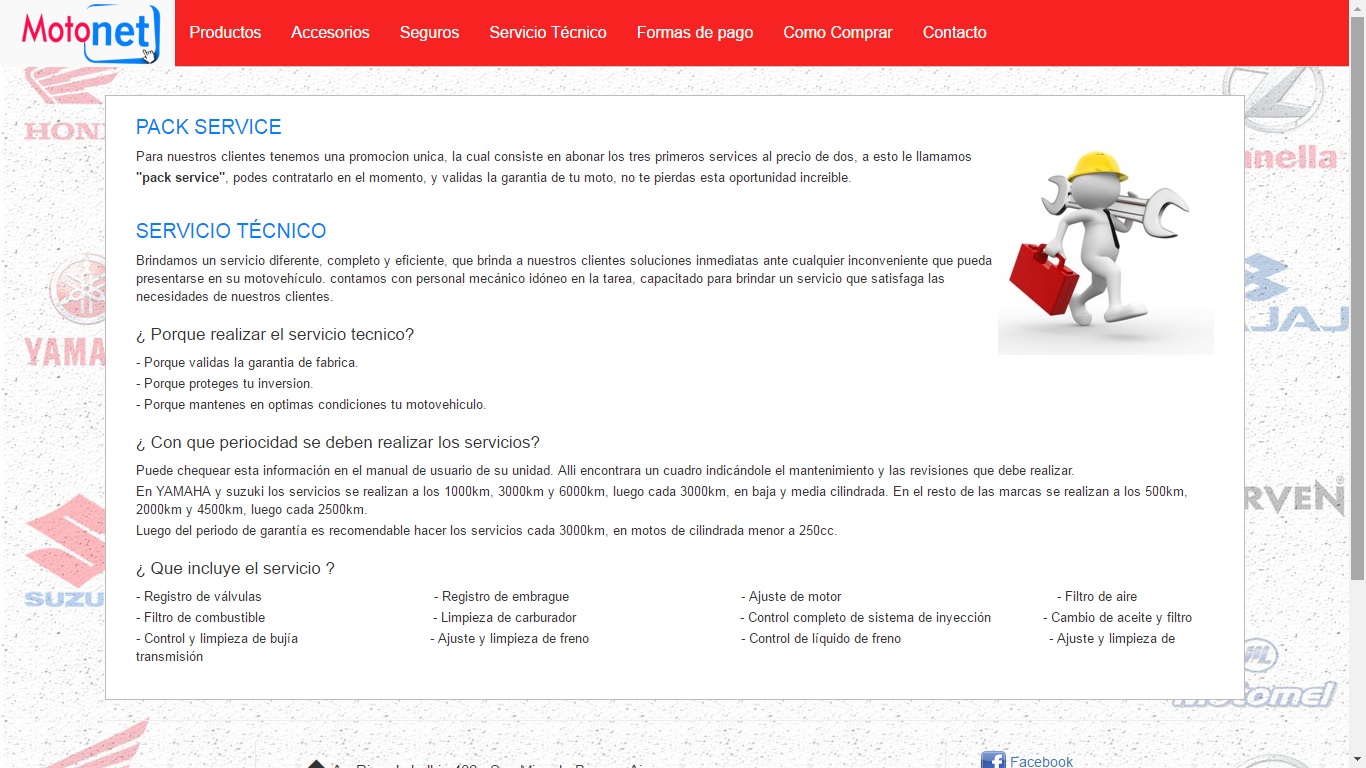 Motonet
Productos Accesorios Seguros Servicio Técnico Formas de pago Como Comprar Contacto
PACK SERVICE
Para nuestros clientes tenemos una promocion unica, la cual consiste en abonar los tres primeros services al precio de dos, a esto le llamamos
"pack service", podes contratarlo en el momento, y validas la garantia de tu moto, no te pierdas esta oportunidad increible.
SERVICIO TÉCNICO
Brindamos un servicio diferente, completo y eficiente, que brinda a nuestros clientes soluciones inmediatas ante cualquier inconveniente que pueda
presentarse en su motovehículo. contamos con personal mecánico idóneo en la tarea, capacitado para brindar un servicio que satisfaga las
necesidades de nuestros clientes.
¿ Porque realizar el servicio tecnico?
- Porque validas la garantia de fabrica.
- Porque proteges tu inversion.
- Porque mantenes en optimas condiciones tu motovehiculo.
¿ Con que periocidad se deben realizar los servicios?
Puede chequear esta información en el manual de usuario de su unidad. Alli encontrara un cuadro indicándole el mantenimiento y las revisiones que debe realizar.
En YAMAHA y suzuki los servicios se realizan a los 1000km, 3000km y 6000km, luego cada 3000km, en baja y media cilindrada. En el resto de las marcas se realizan a los 500km,
2000km y 4500km, luego cada 2500km.
Luego del periodo de garantía es recomendable hacer los servicios cada 3000km, en motos de cilindrada menor a 250cc.
¿ Que incluye el servicio ?
- Registro de válvulas - Registro de embrague - Ajuste de motor - Filtro de aire
- Filtro de combustible - Limpieza de carburador - Control completo de sistema de inyección - Cambio de aceite y filtro
- Control y limpieza de bujía - Ajuste y limpieza de freno - Control de líquido de freno - Ajuste y limpieza de
transmisión
HON
YAMA
SUZU
nnella
AJAJ
RVEN
Motomel
Facebook